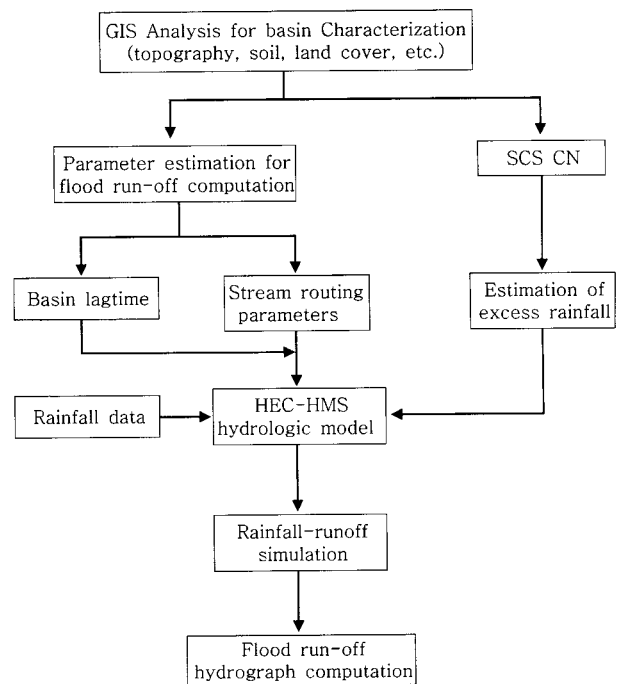 GIS Analysis for basin Characterization
(topography, soil, land cover, etc.)
Parameter estimation for
flood run-off computation
SCS CN
Basin lagtime
Stream routing
parameters
Estimation of
excess rainfall
Rainfall data
HEC-HMS
hydrologic model
Rainfall-runoff
simulation
Flood run-off
hydrograph computation